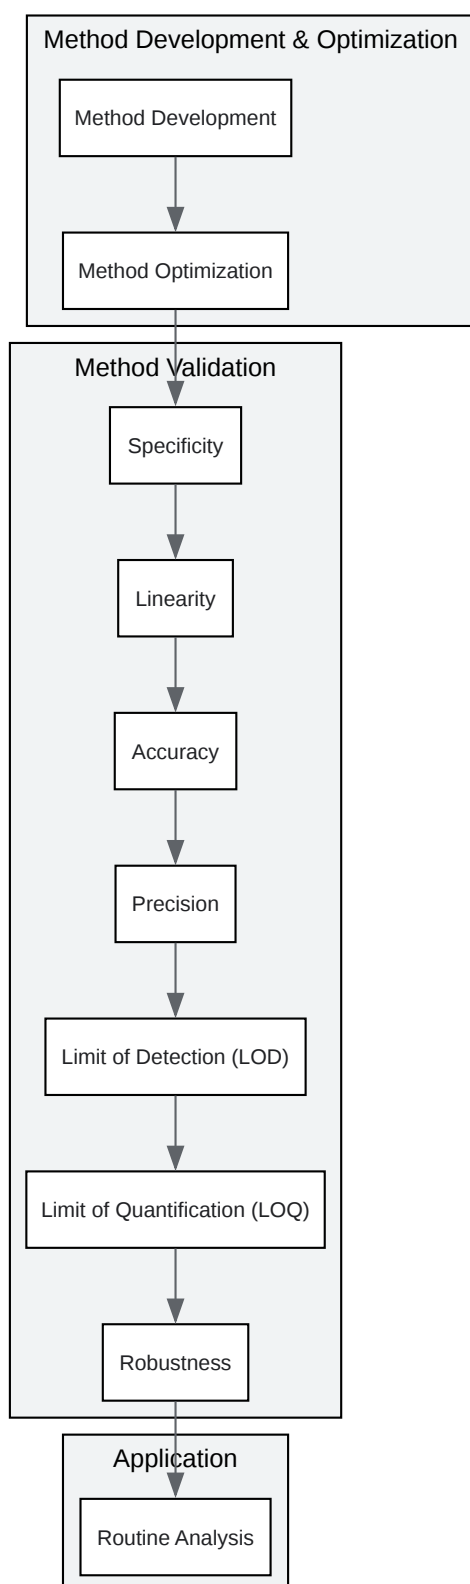 Method Development & Optimization
Method Development
Method Optimization
Method Validation
Specificity
Linearity
Accuracy
Precision
Limit of Detection (LOD)
Limit of Quantification (LOQ)
Robustness
Application
Routine Analysis